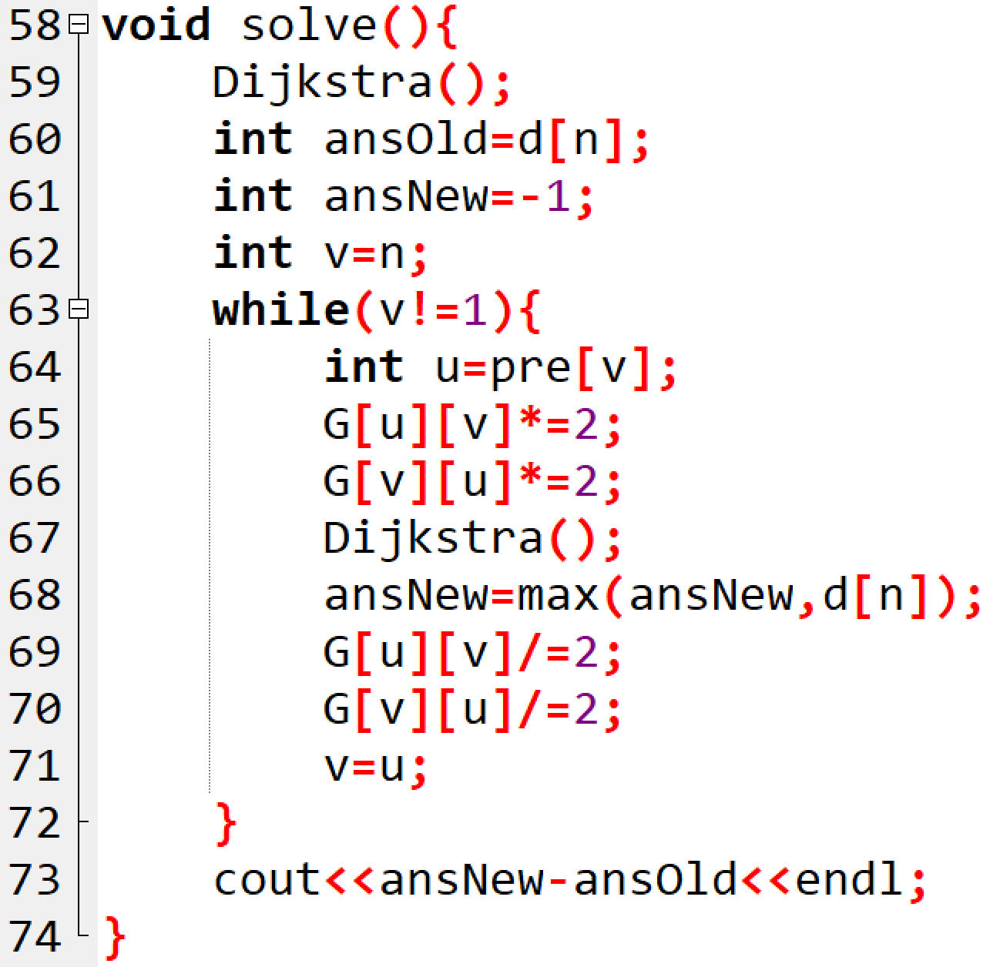 58 void solve(){
59     Dijkstra();
60     int ansOld=d[n];
61     int ansNew=-1;
62     int v=n;
63     while(v!=1){
64         int u=pre[v];
65         G[u][v]*=2;
66         G[v][u]*=2;
67         Dijkstra();
68         ansNew=max(ansNew,d[n]);
69         G[u][v]/=2;
70         G[v][u]/=2;
71         v=u;
72     }
73     cout<<ansNew-ansOld<<endl;
74 }